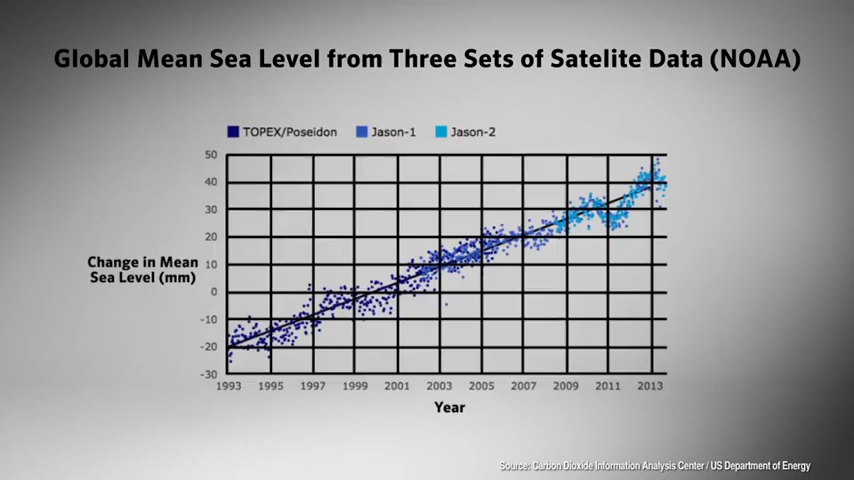 Global Mean Sea Level from Three Sets of Satelite Data (NOAA)
TOPEX/Poseidon Jason-1 Jason-2
50
40
30
20
10
0
-10
-20
-30
Change in Mean
Sea Level (mm)
1993 1995 1997 1999 2001 2003 2005 2007 2009 2011 2013
Year
Source: Carbon Dioxide Information Analysis Center / US Department of Energy